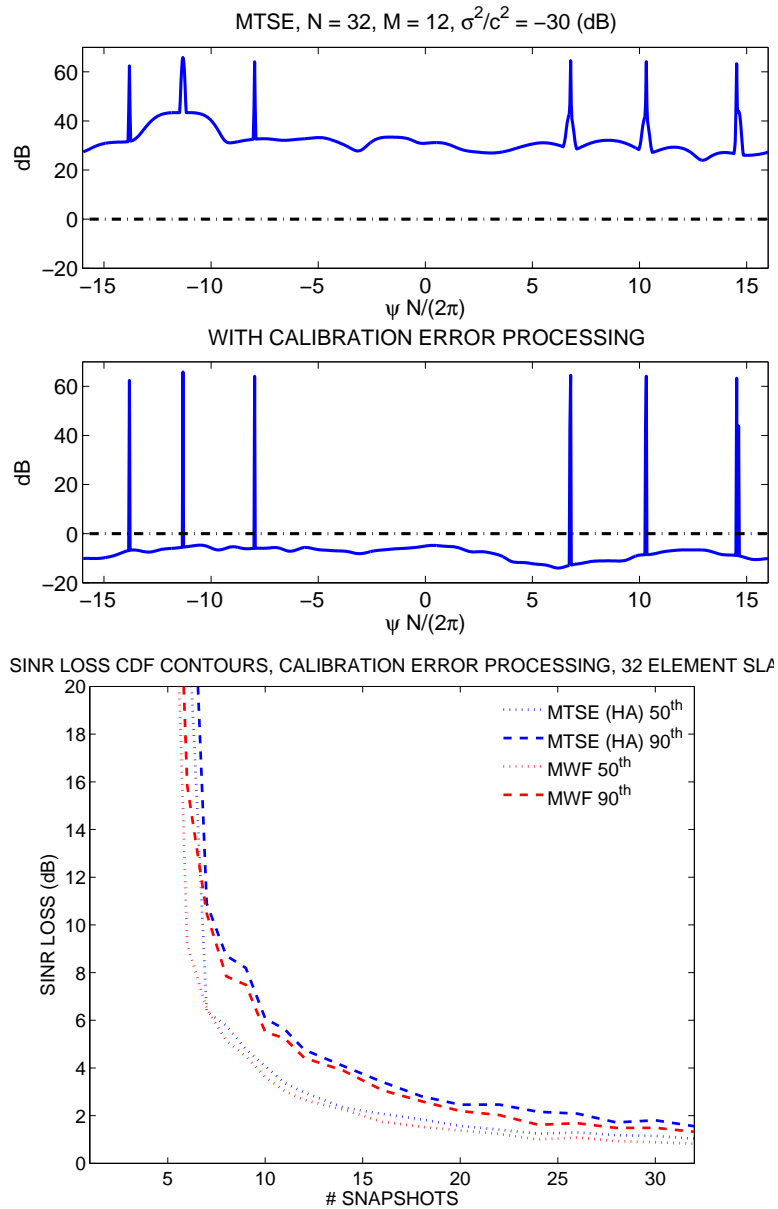 MTSE, N = 32, M = 12, σ²/c² = −30 (dB)
60
40
20
0
−20
dB
−15 −10 −5 0 5 10 15
ψ N/(2π)
WITH CALIBRATION ERROR PROCESSING
60
40
20
0
−20
dB
−15 −10 −5 0 5 10 15
ψ N/(2π)
SINR LOSS CDF CONTOURS, CALIBRATION ERROR PROCESSING, 32 ELEMENT SLA
20
18
16
14
12
10
8
6
4
2
0
SINR LOSS (dB)
MTSE (HA) 50th
MTSE (HA) 90th
MWF 50th
MWF 90th
5 10 15 20 25 30
# SNAPSHOTS